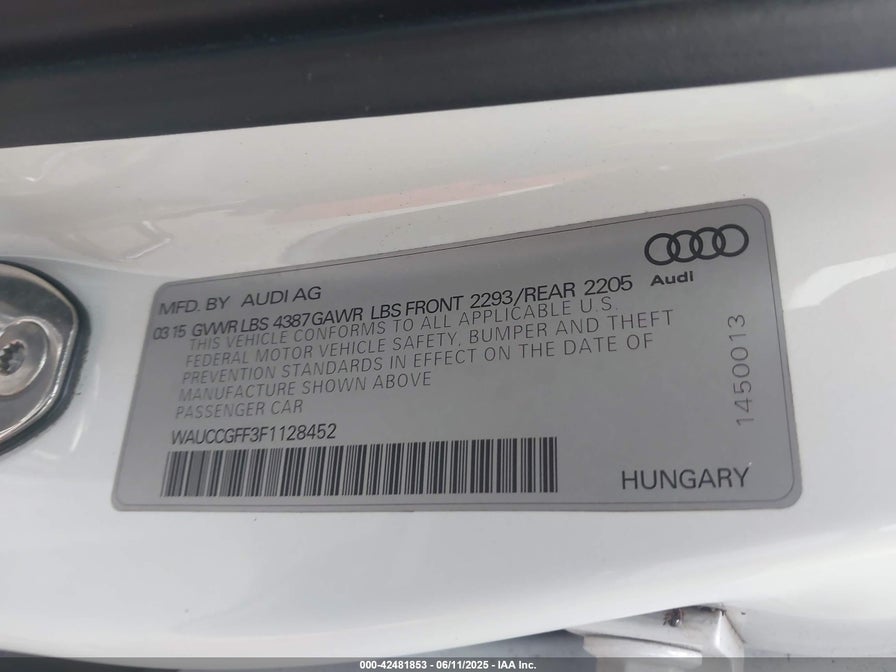 MFD. BY AUDI AG
03 15 GVWR LBS 4387 GAWR LBS FRONT 2293/REAR 2205
THIS VEHICLE CONFORMS TO ALL APPLICABLE U.S.
FEDERAL MOTOR VEHICLE SAFETY, BUMPER AND THEFT
PREVENTION STANDARDS IN EFFECT ON THE DATE OF
MANUFACTURE SHOWN ABOVE
PASSENGER CAR
WAUCCGFF3F1128452
Audi
1450013
HUNGARY
000-42481853 - 06/11/2025 - IAA Inc.